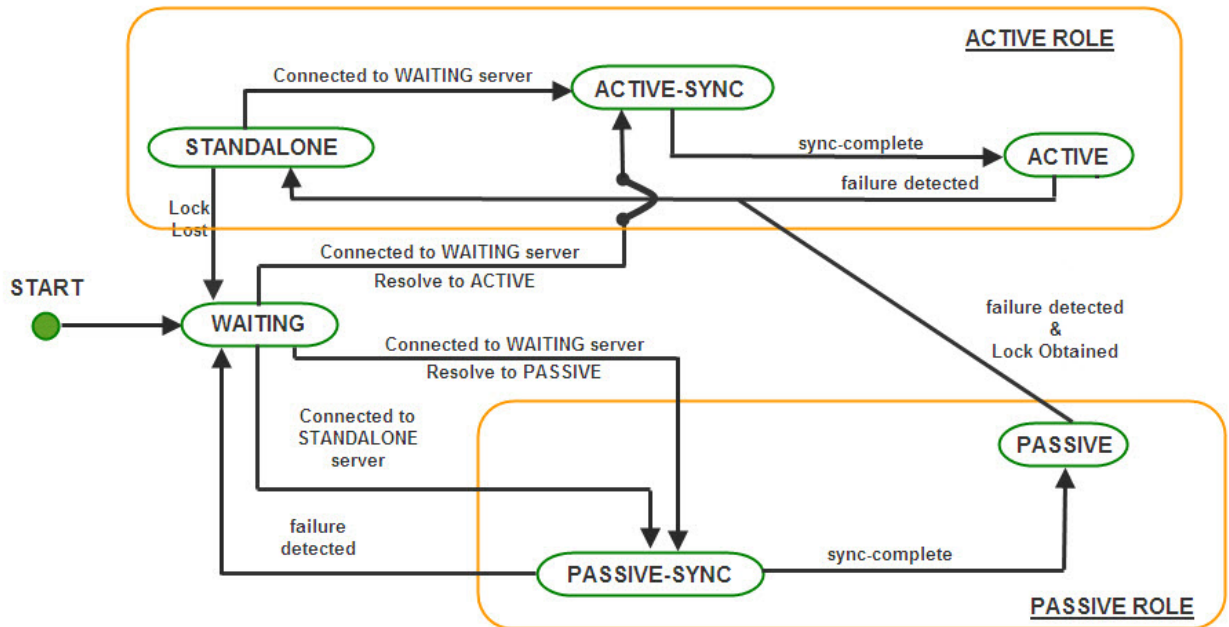 ACTIVE ROLE
Connected to WAITING server
ACTIVE-SYNC
STANDALONE
sync-complete
ACTIVE
failure detected
Lock
Lost
Connected to WAITING server
Resolve to ACTIVE
START
WAITING
failure detected
&
Lock Obtained
Connected to WAITING server
Resolve to PASSIVE
Connected to
STANDALONE
server
PASSIVE
failure
detected
PASSIVE-SYNC
sync-complete
PASSIVE ROLE